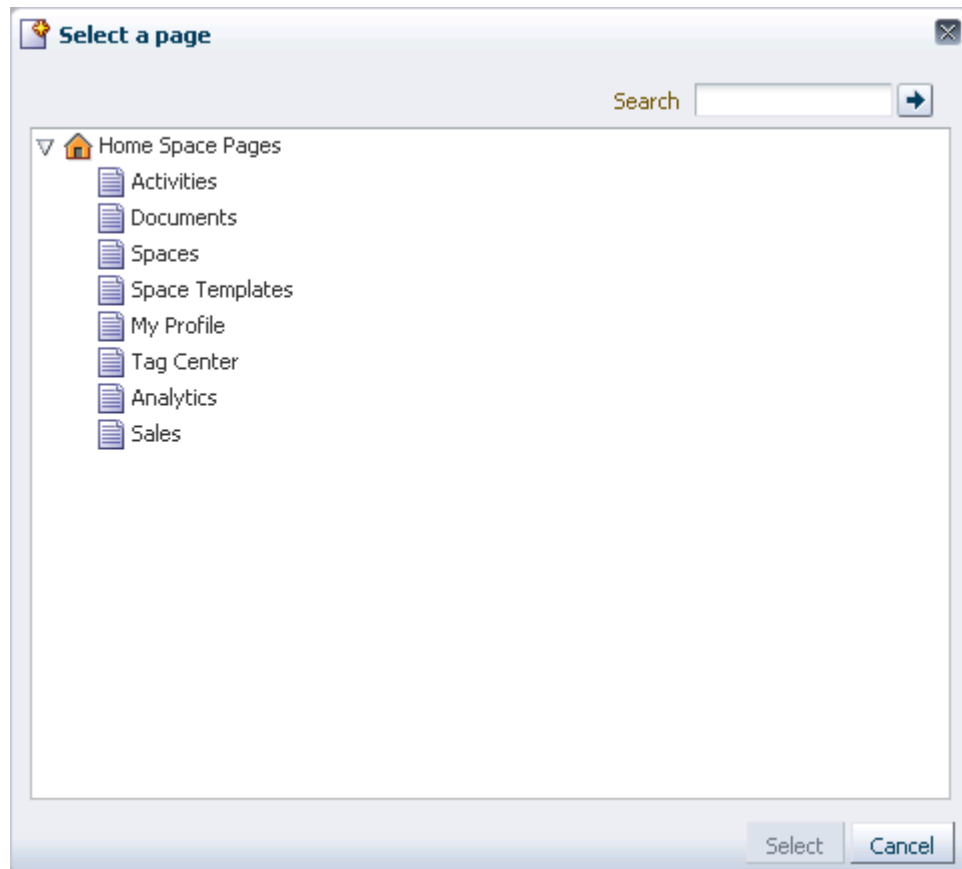 Select a page
Search
Home Space Pages
Activities
Documents
Spaces
Space Templates
My Profile
Tag Center
Analytics
Sales
Select Cancel